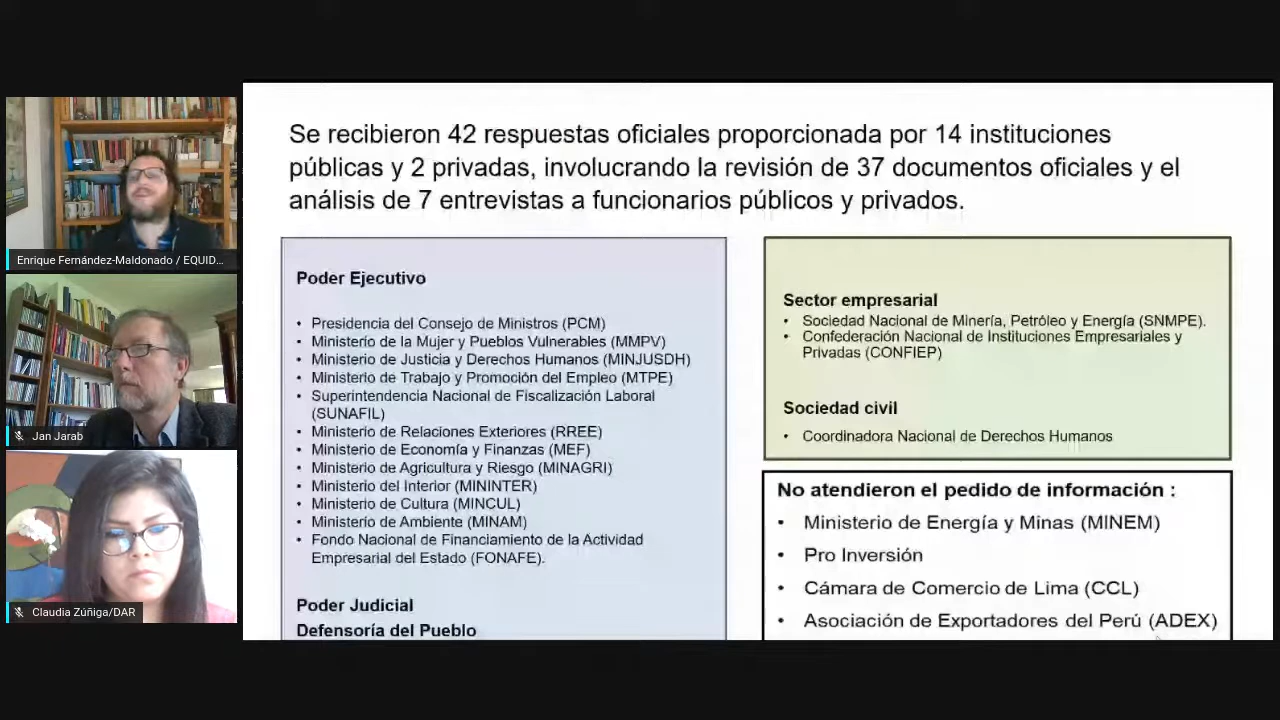 Se recibieron 42 respuestas oficiales proporcionada por 14 instituciones
públicas y 2 privadas, involucrando la revisión de 37 documentos oficiales y el
análisis de 7 entrevistas a funcionarios públicos y privados.
Poder Ejecutivo
• Presidencia del Consejo de Ministros (PCM)
• Ministerio de la Mujer y Pueblos Vulnerables (MMPV)
• Ministerio de Justicia y Derechos Humanos (MINJUSDH)
• Ministerio de Trabajo y Promoción del Empleo (MTPE)
• Superintendencia Nacional de Fiscalización Laboral
(SUNAFIL)
• Ministerio de Relaciones Exteriores (RREE)
• Ministerio de Economía y Finanzas (MEF)
• Ministerio de Agricultura y Riesgo (MINAGRI)
• Ministerio del Interior (MININTER)
• Ministerio de Cultura (MINCUL)
• Ministerio de Ambiente (MINAM)
• Fondo Nacional de Financiamiento de la Actividad
Empresarial del Estado (FONAFE).
Poder Judicial
Defensoría del Pueblo
Sector empresarial
• Sociedad Nacional de Minería, Petróleo y Energía (SNMPE).
• Confederación Nacional de Instituciones Empresariales y
Privadas (CONFIEP)
Sociedad civil
• Coordinadora Nacional de Derechos Humanos
No atendieron el pedido de información :
• Ministerio de Energía y Minas (MINEM)
• Pro Inversión
• Cámara de Comercio de Lima (CCL)
• Asociación de Exportadores del Perú (ADEX)
Enrique Fernández-Maldonado / EQUID...
Jan Jarab
Claudia Zúñiga/DAR